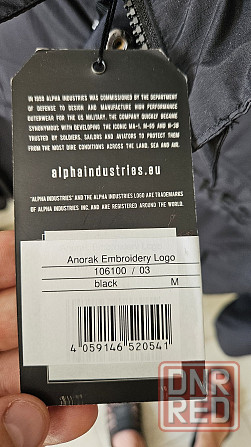 IN 1959 ALPHA INDUSTRIES WAS COMMISSIONED BY THE DEPARTMENT
OF DEFENSE TO DESIGN AND MANUFACTURE HIGH PERFORMANCE
OUTERWEAR FOR THE US MILITARY. THE COMPANY QUICKLY BECAME
SYNONYMOUS WITH DEVELOPING THE ICONIC MA-1, M-65 AND N-3B
TRUSTED BY SOLDIERS, SAILORS AND AVIATORS TO PROTECT THEM
FROM THE MOST DIRE CONDITIONS ACROSS THE LAND, SEA AND AIR.
alphaindustries.eu
"ALPHA INDUSTRIES" AND THE ALPHA INDUSTRIES LOGO ARE TRADEMARKS
OF ALPHA INDUSTRIES INC. AND ARE REGISTERED AROUND THE WORLD.
Anorak Embroidery Logo
106100 / 03
black M
4 059146 520541
DNR
RED